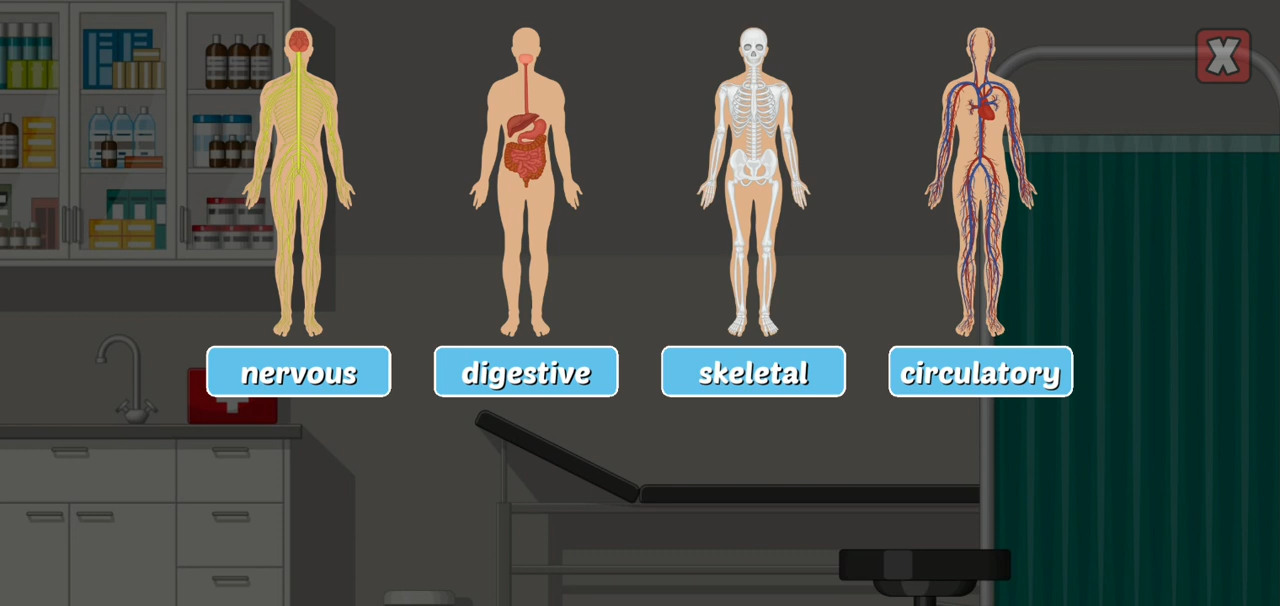 nervous
digestive
skeletal
circulatory
X